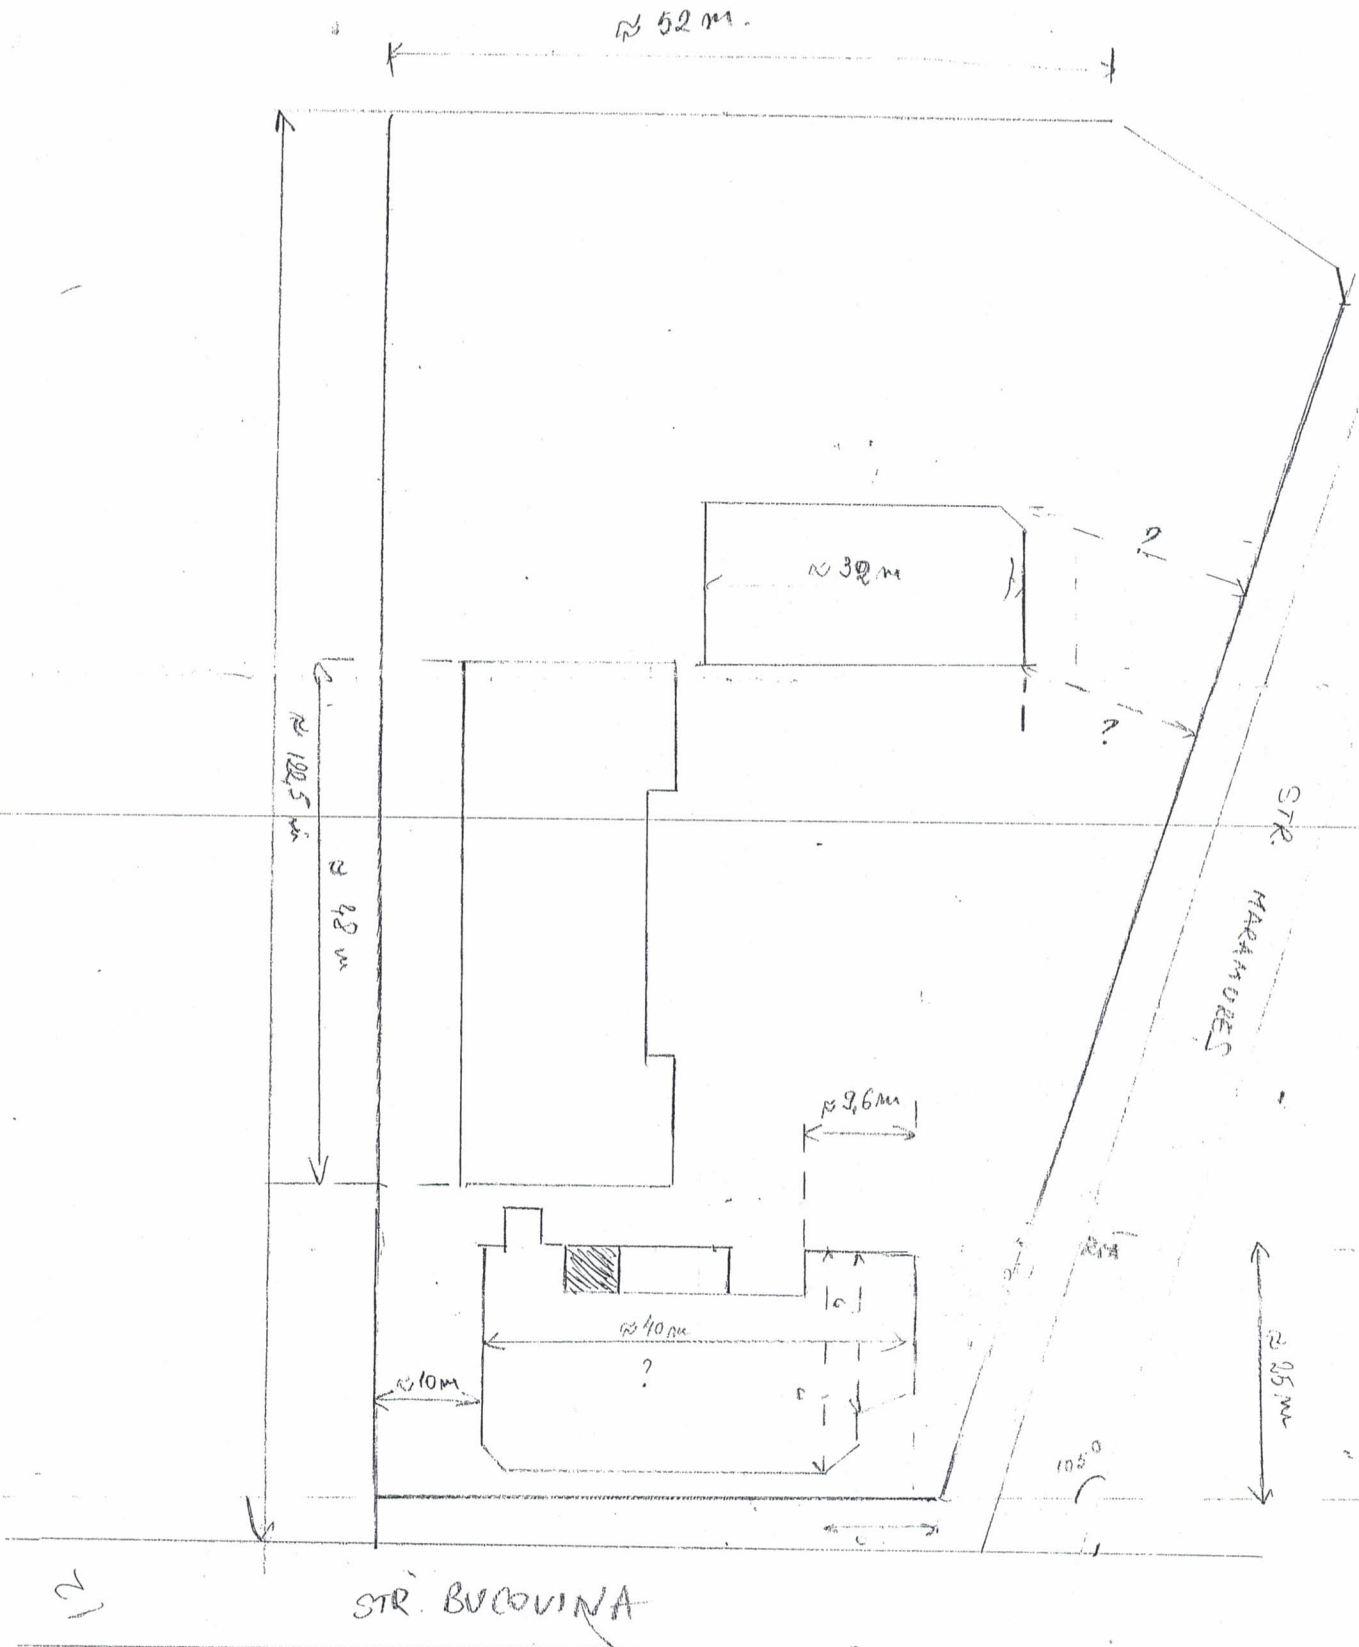 ≈ 52 m.
?
≈ 32 m
?
≈ 122,5 m
≈ 48 m
STR. MARAMUREȘ
≈ 9,6 m
≈ 40 m
?
≈ 10 m
≈ 25 m
105°
STR. BUCOVINA